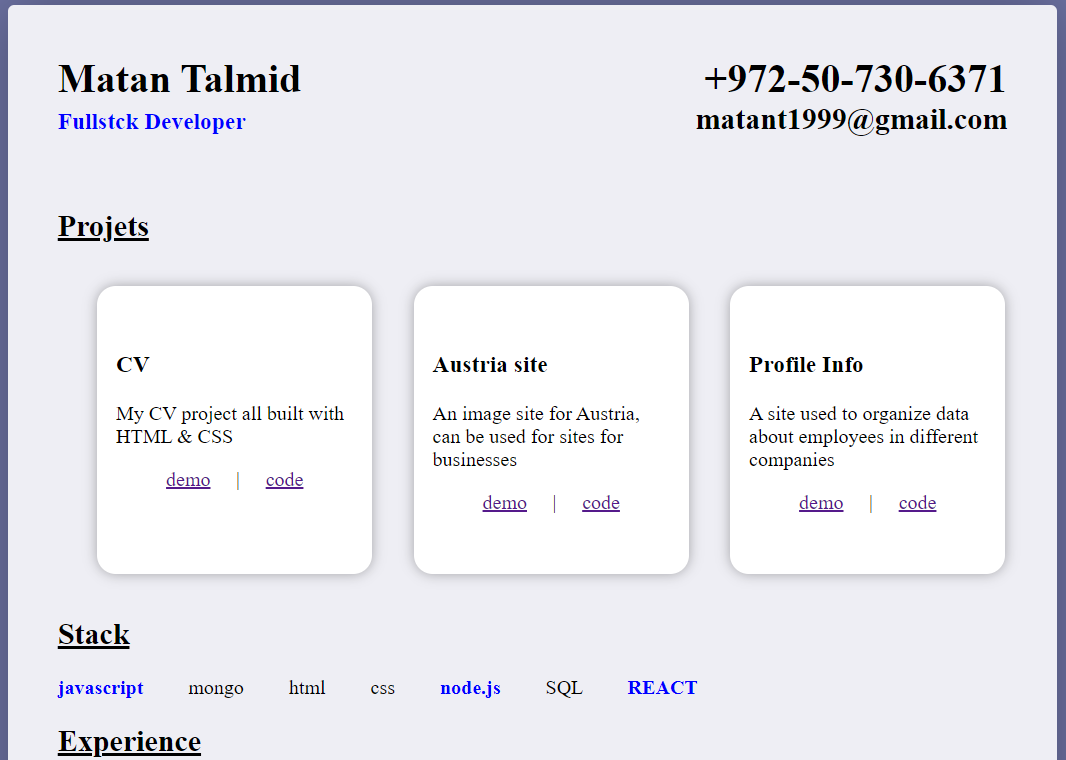 Matan Talmid
+972-50-730-6371
Fullstck Developer
matant1999@gmail.com
Projets
CV
My CV project all built with
HTML & CSS
demo | code
Austria site
An image site for Austria,
can be used for sites for
businesses
demo | code
Profile Info
A site used to organize data
about employees in different
companies
demo | code
Stack
javascript mongo html css node.js SQL REACT
Experience